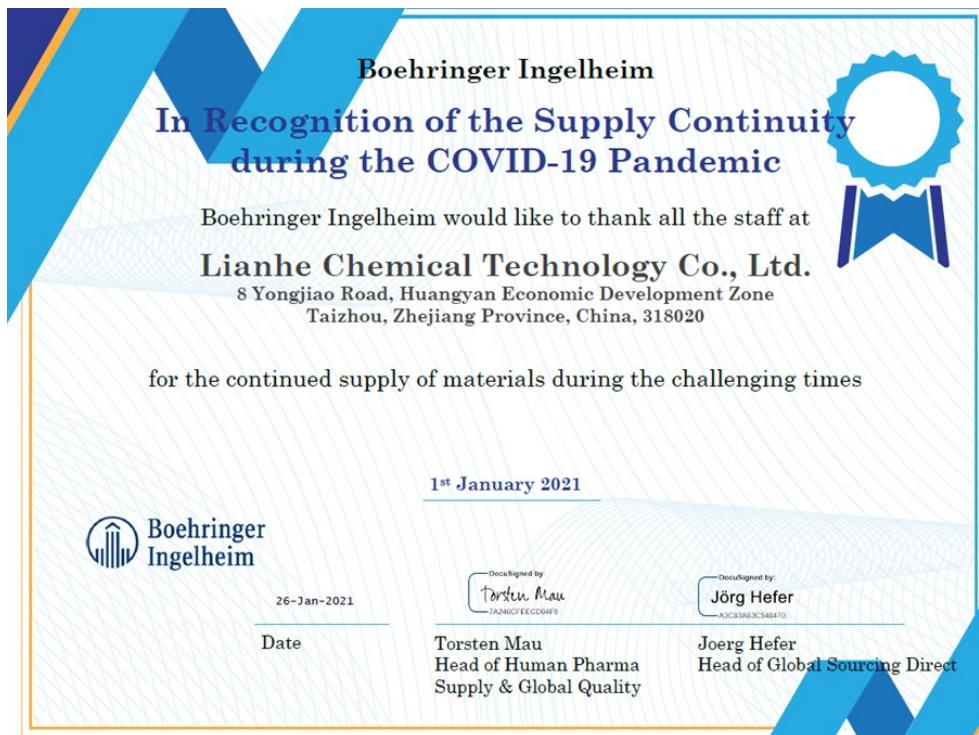 Boehringer Ingelheim
In Recognition of the Supply Continuity
during the COVID-19 Pandemic
Boehringer Ingelheim would like to thank all the staff at
Lianhe Chemical Technology Co., Ltd.
8 Yongjiao Road, Huangyan Economic Development Zone
Taizhou, Zhejiang Province, China, 318020
for the continued supply of materials during the challenging times
1st January 2021
Boehringer
Ingelheim
26-Jan-2021
Date
DocuSigned by:
Torsten Mau
Torsten Mau
Head of Human Pharma
Supply & Global Quality
DocuSigned by:
Jörg Hefer
Joerg Hefer
Head of Global Sourcing Direct